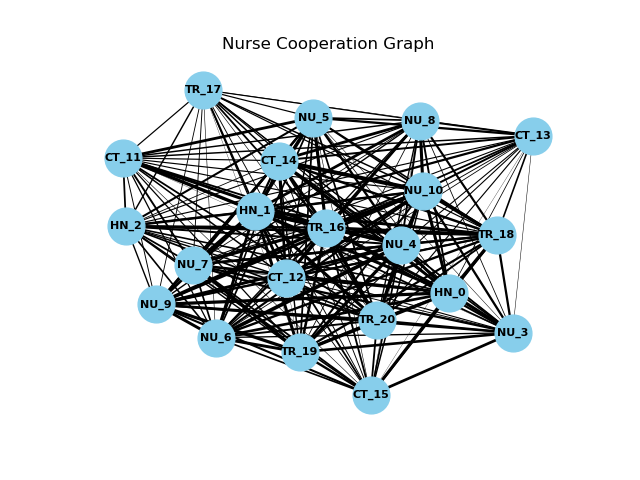 Nurse Cooperation Graph
TR_17
NU_5
NU_8
CT_13
CT_11
CT_14
NU_10
HN_1
HN_2
TR_16
TR_18
NU_4
NU_7
CT_12
HN_0
NU_9
TR_20
NU_3
NU_6
TR_19
CT_15